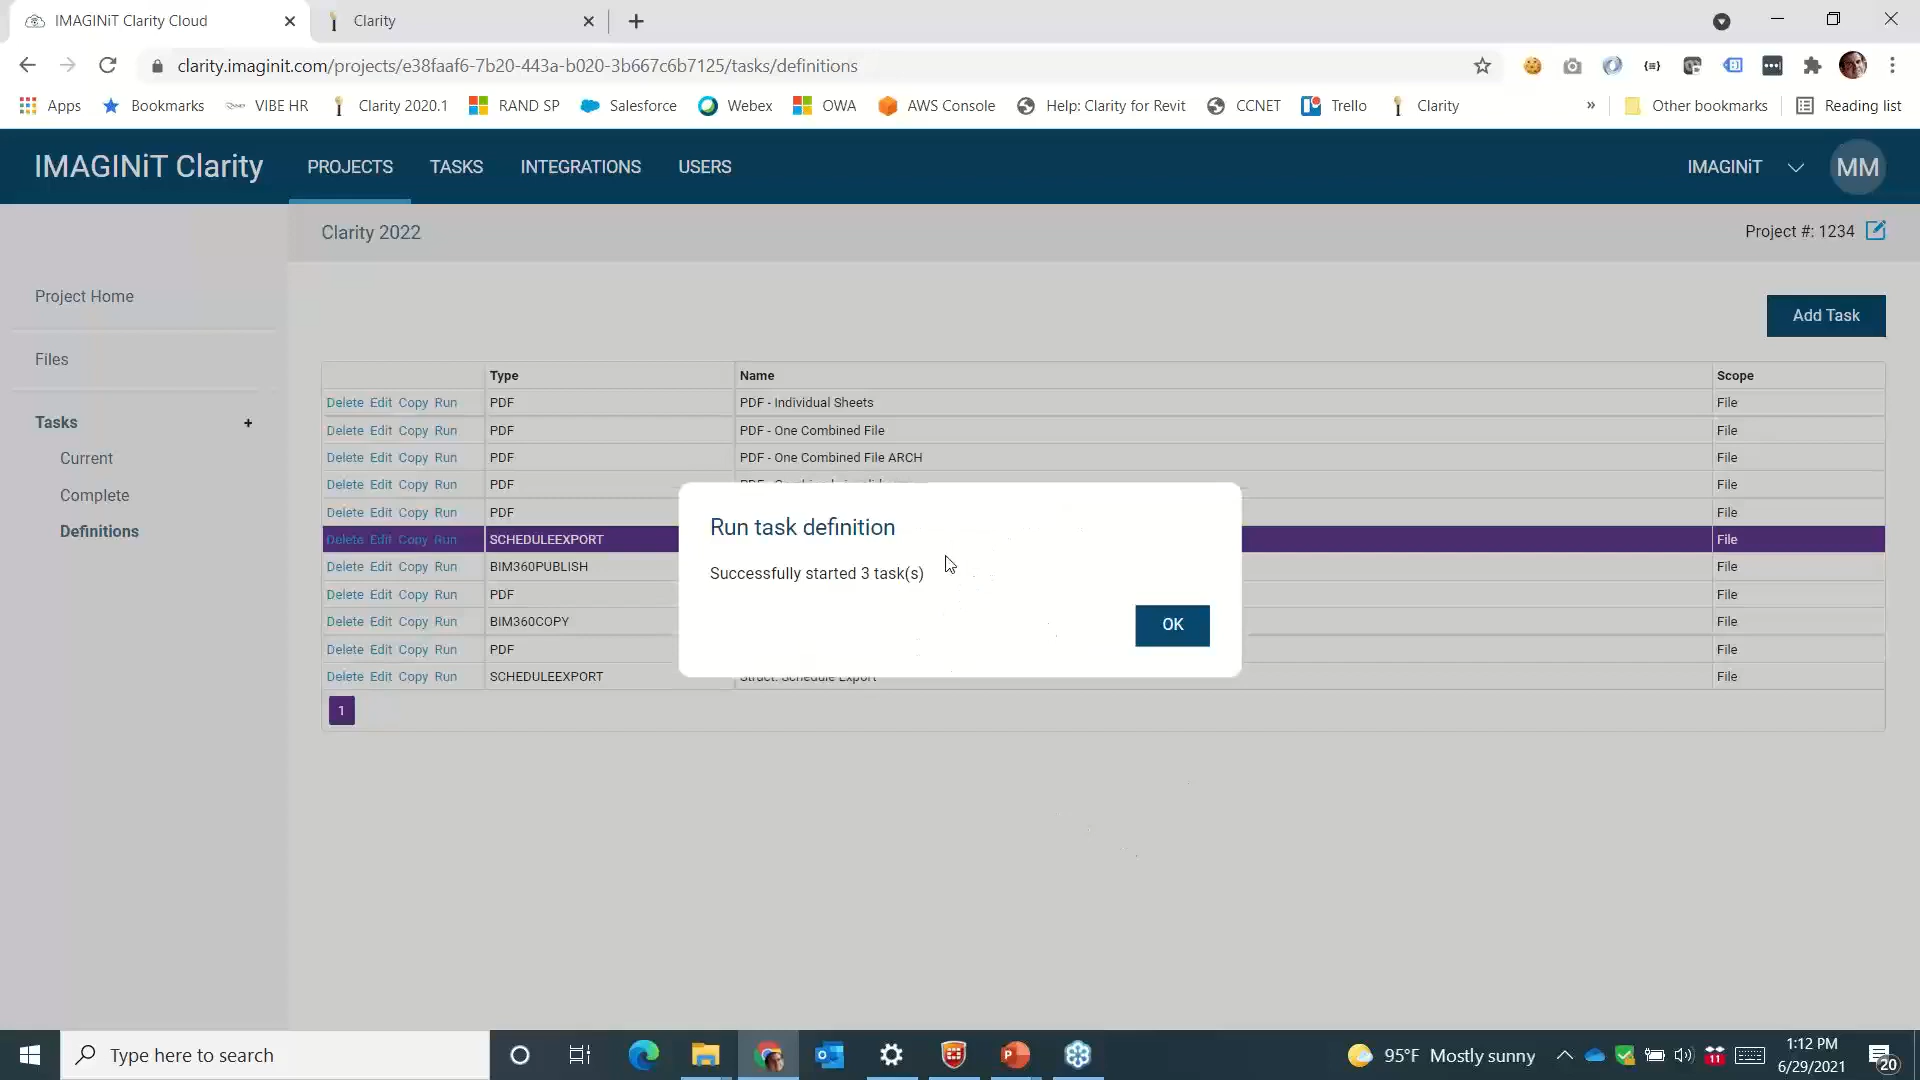 IMAGINiT Clarity Cloud
Clarity
clarity.imaginit.com/projects/e38faaf6-7b20-443a-b020-3b667c6b7125/tasks/definitions
Apps
Bookmarks
VIBE HR
Clarity 2020.1
RAND SP
Salesforce
Webex
OWA
AWS Console
Help: Clarity for Revit
CCNET
Trello
Clarity
»
Other bookmarks
Reading list
IMAGINiT Clarity
PROJECTS
TASKS
INTEGRATIONS
USERS
IMAGINiT
MM
Clarity 2022
Project #: 1234
Project Home
Files
Tasks
+
Current
Complete
Definitions
Add Task
Type Name Scope
Delete Edit Copy Run PDF PDF - Individual Sheets File
Delete Edit Copy Run PDF PDF - One Combined File File
Delete Edit Copy Run PDF PDF - One Combined File ARCH File
Delete Edit Copy Run PDF File
Delete Edit Copy Run PDF File
Delete Edit Copy Run SCHEDULEEXPORT File
Delete Edit Copy Run BIM360PUBLISH File
Delete Edit Copy Run PDF File
Delete Edit Copy Run BIM360COPY File
Delete Edit Copy Run PDF File
Delete Edit Copy Run SCHEDULEEXPORT Struct: Schedule Export File
1
Run task definition
Successfully started 3 task(s)
OK
Type here to search
95°F Mostly sunny
11
1:12 PM
6/29/2021
20